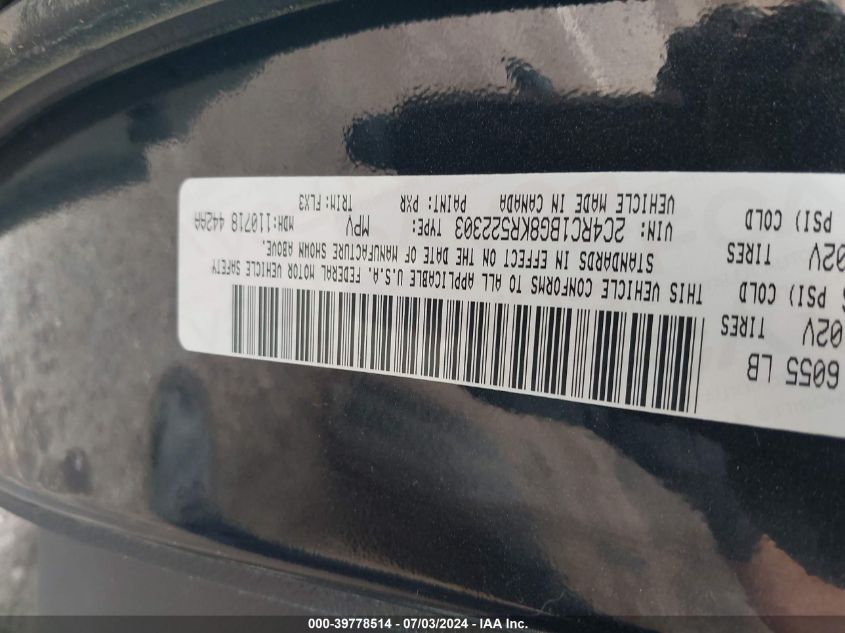 6055 LB
02V TIRES
PSI) COLD
02V TIRES
PSI) COLD
THIS VEHICLE CONFORMS TO ALL APPLICABLE U.S.A. FEDERAL MOTOR VEHICLE SAFETY
STANDARDS IN EFFECT ON THE DATE OF MANUFACTURE SHOWN ABOVE.
VIN: 2C4RC1BG8KR522303 TYPE: MPV MDH:110718 442AA
VEHICLE MADE IN CANADA PAINT: PXR TRIM:FLX3
000-39778514 - 07/03/2024 - IAA Inc.